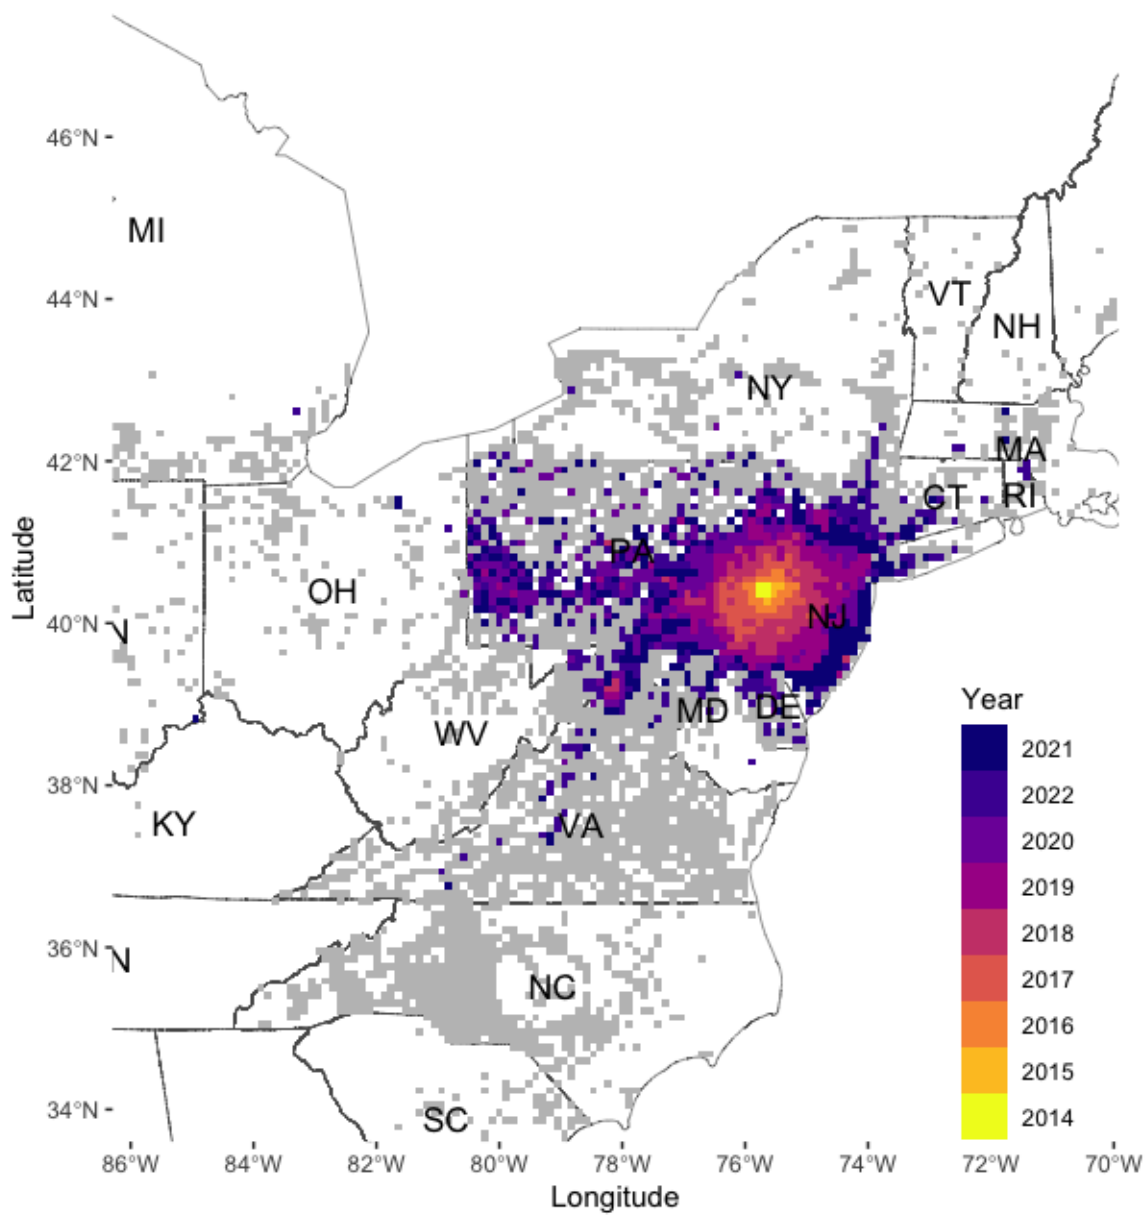 46°N
44°N
42°N
40°N
38°N
36°N
34°N
Latitude
MI
VT
NH
NY
MA
CT
RI
PA
OH
NJ
N
WV
MD
DE
KY
VA
N
NC
SC
Year
2021
2022
2020
2019
2018
2017
2016
2015
2014
86°W
84°W
82°W
80°W
78°W
76°W
74°W
72°W
70°W
Longitude